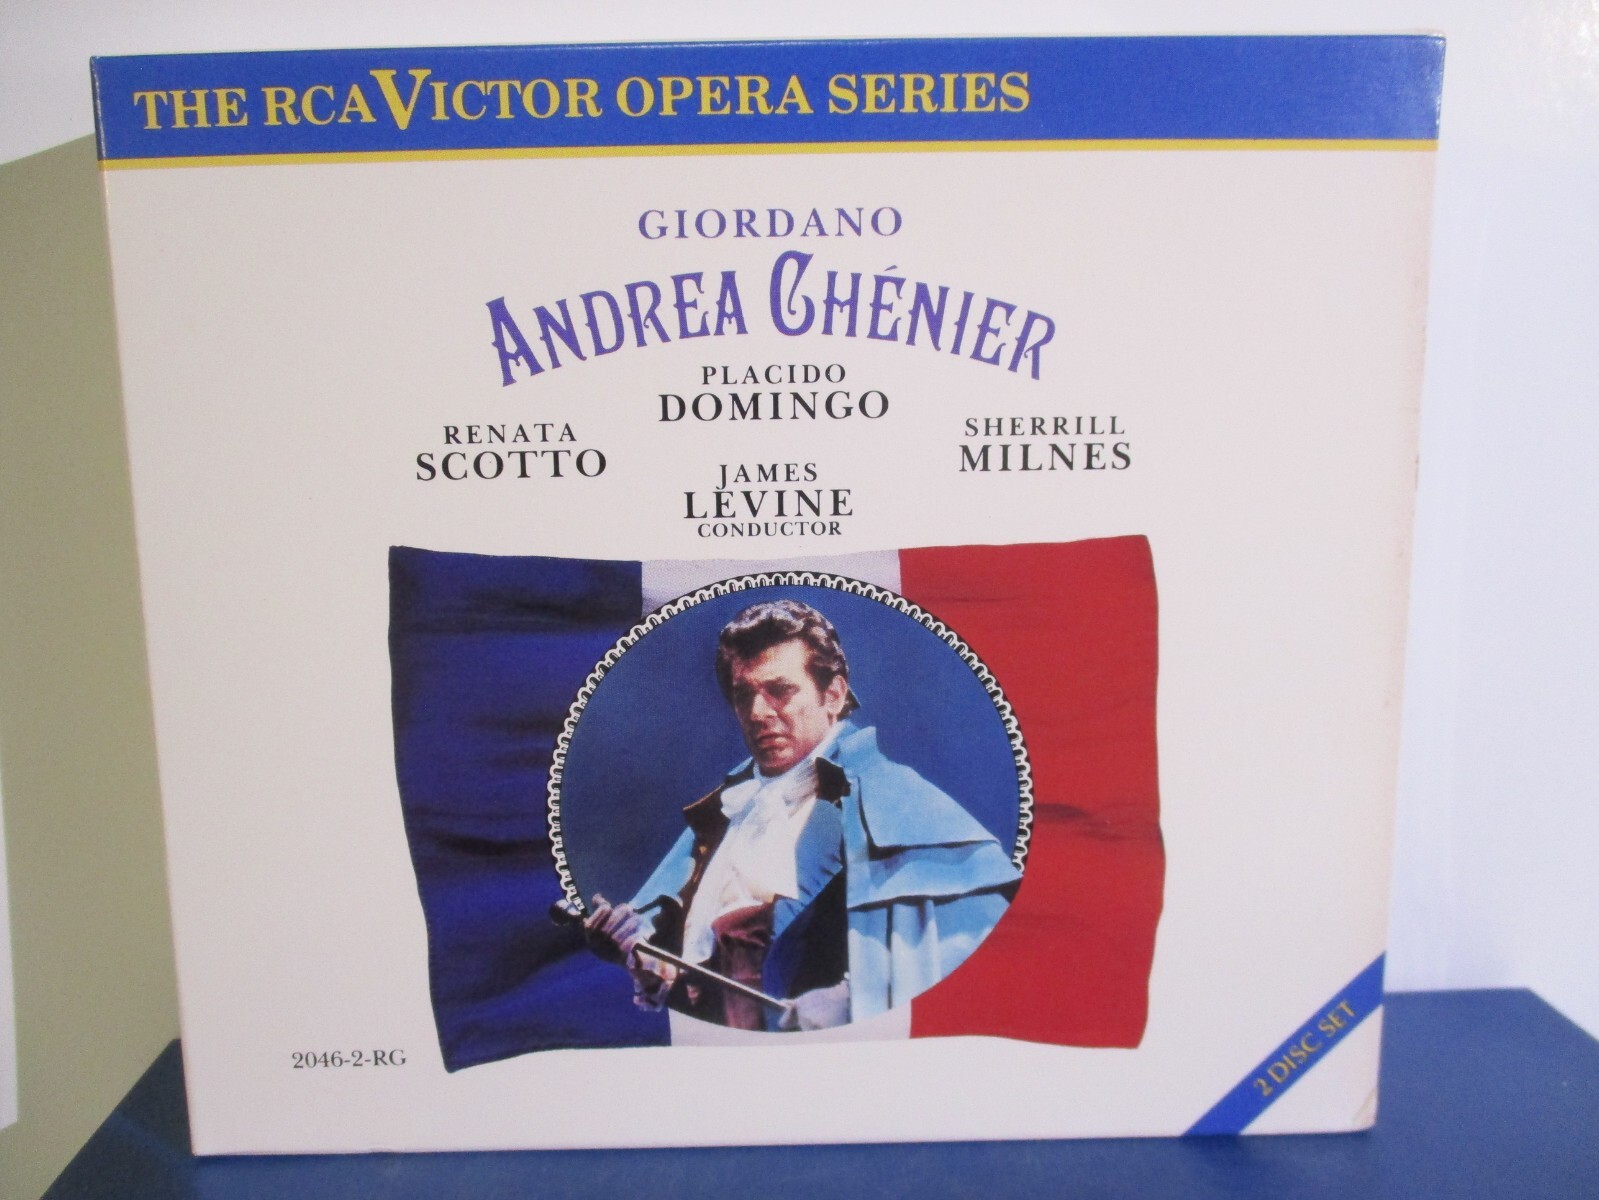 THE RCA VICTOR OPERA SERIES
GIORDANO
ANDREA CHÉNIER
PLACIDO
DOMINGO
RENATA
SCOTTO
SHERRILL
MILNES
JAMES
LEVINE
CONDUCTOR
2046-2-RG
2 DISC SET